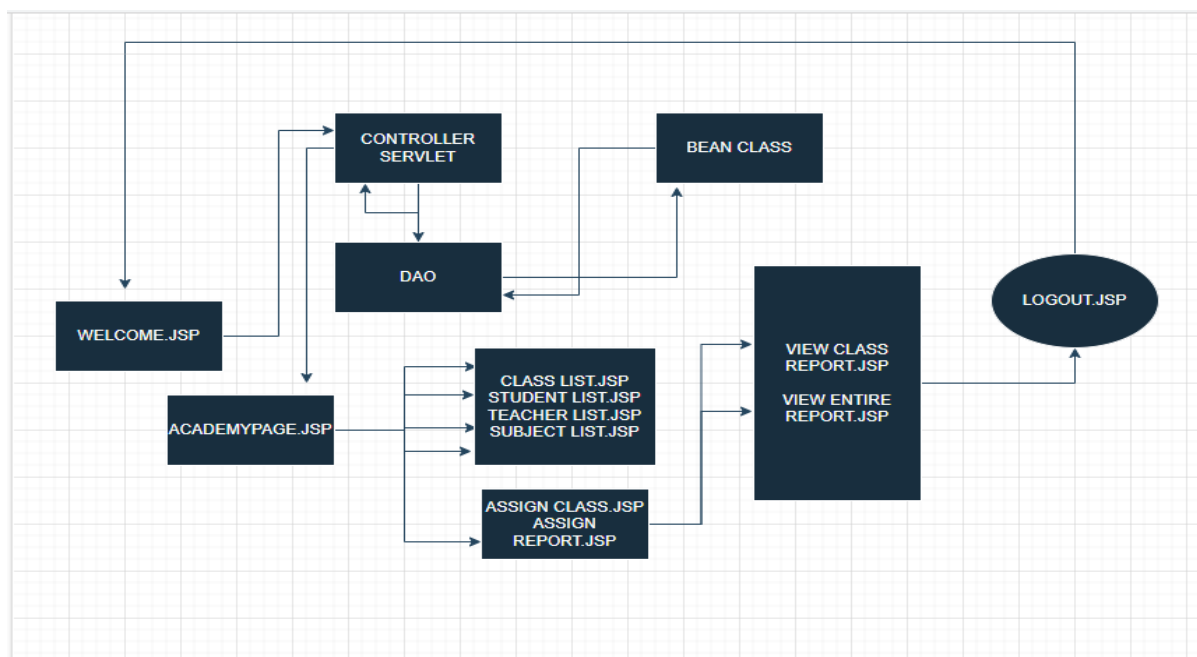 CONTROLLER
SERVLET
BEAN CLASS
DAO
WELCOME.JSP
LOGOUT.JSP
ACADEMYPAGE.JSP
CLASS LIST.JSP
STUDENT LIST.JSP
TEACHER LIST.JSP
SUBJECT LIST.JSP
VIEW CLASS
REPORT.JSP
VIEW ENTIRE
REPORT.JSP
ASSIGN CLASS.JSP
ASSIGN
REPORT.JSP